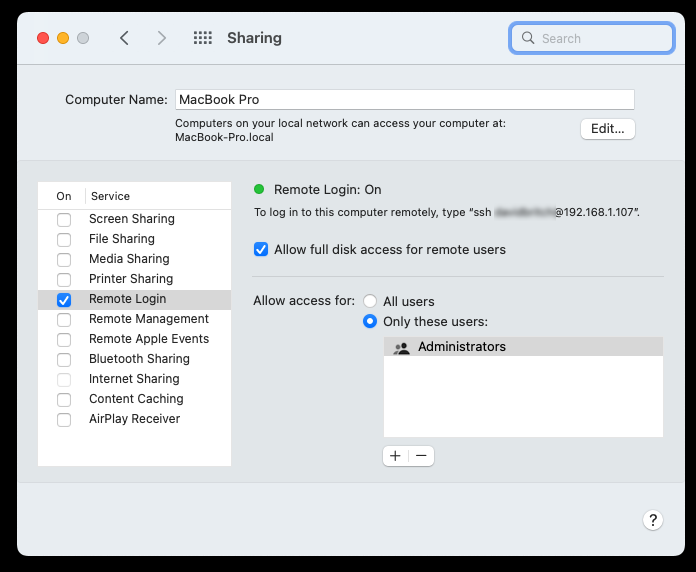 Sharing
Search
Computer Name: MacBook Pro
Computers on your local network can access your computer at:
MacBook-Pro.local
Edit...
On Service
Screen Sharing
File Sharing
Media Sharing
Printer Sharing
Remote Login
Remote Management
Remote Apple Events
Bluetooth Sharing
Internet Sharing
Content Caching
AirPlay Receiver
Remote Login: On
To log in to this computer remotely, type “ssh @192.168.1.107”.
Allow full disk access for remote users
Allow access for: All users
Only these users:
Administrators
+ −
?